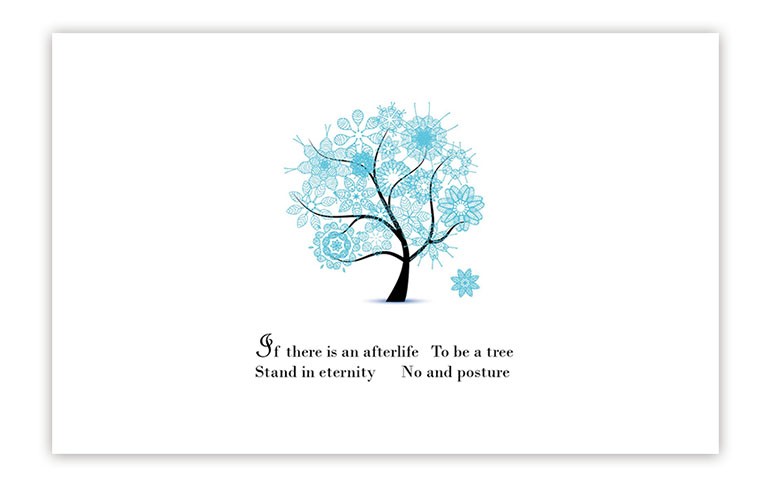 If there is an afterlife To be a tree
Stand in eternity No and posture